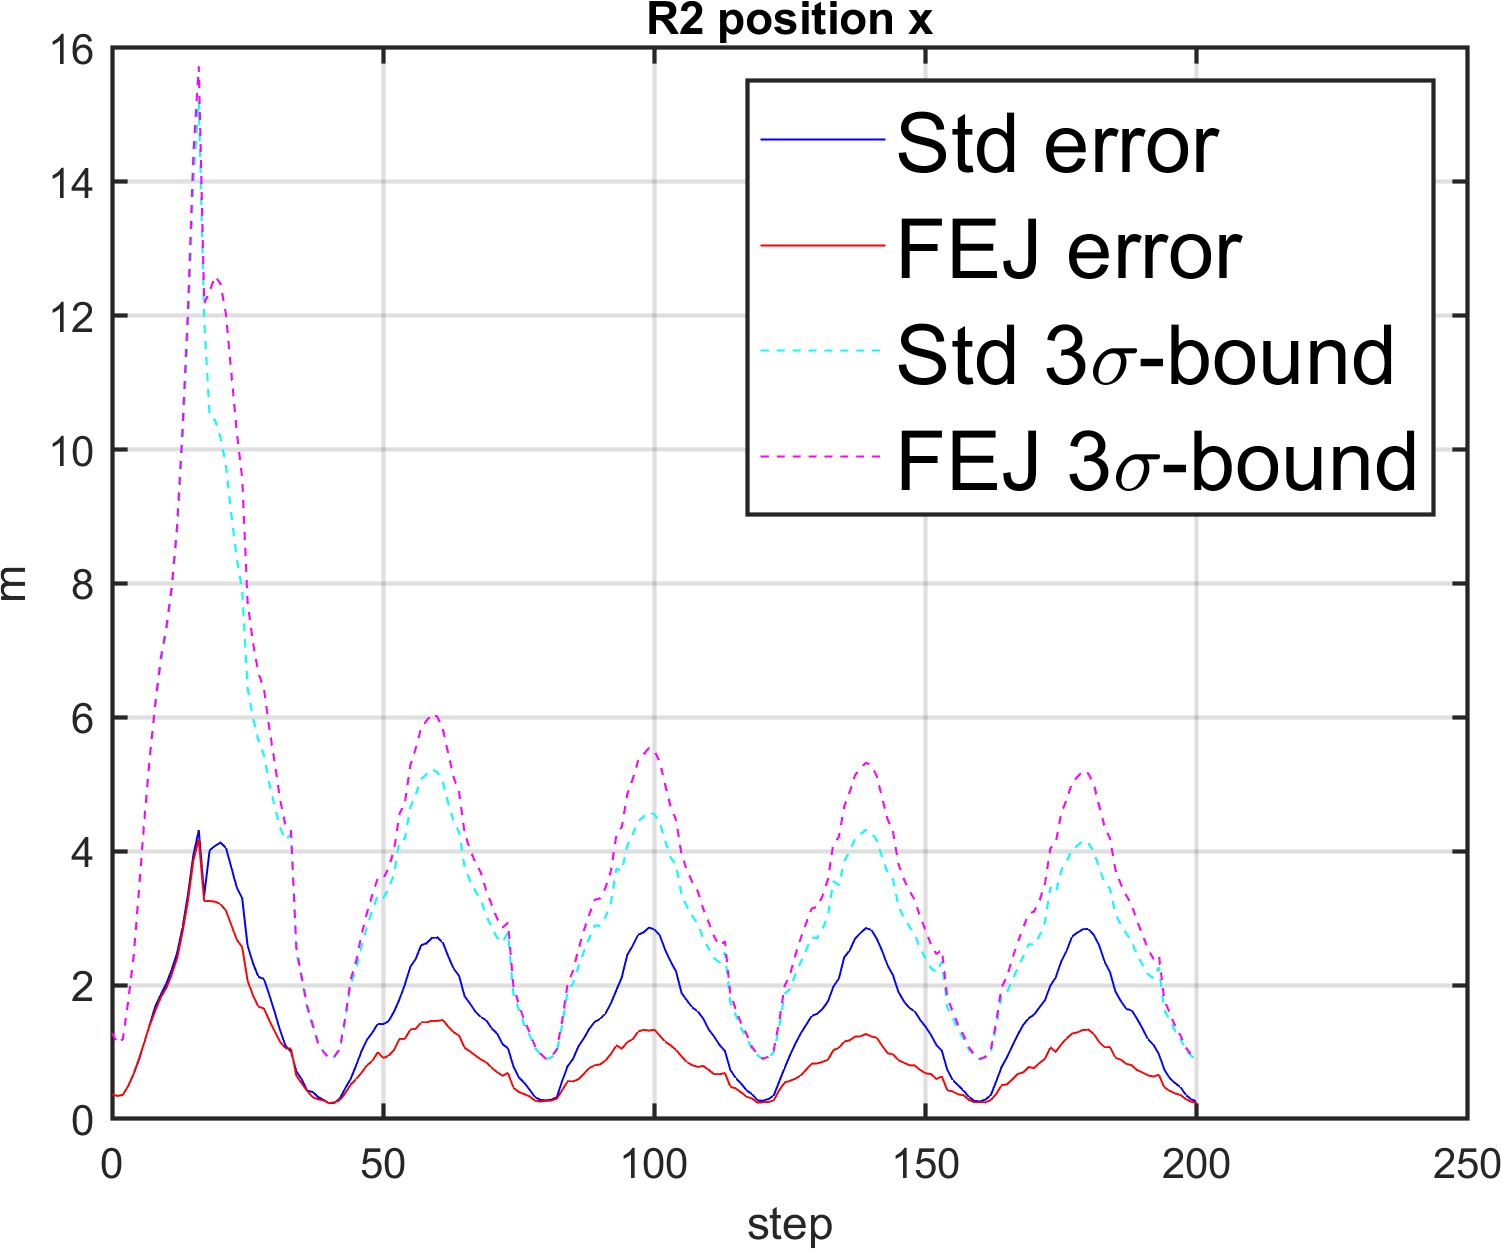 R2 position x
16
14
12
10
8
6
4
2
0
m
Std error
FEJ error
Std 3σ-bound
FEJ 3σ-bound
0 50 100 150 200 250
step